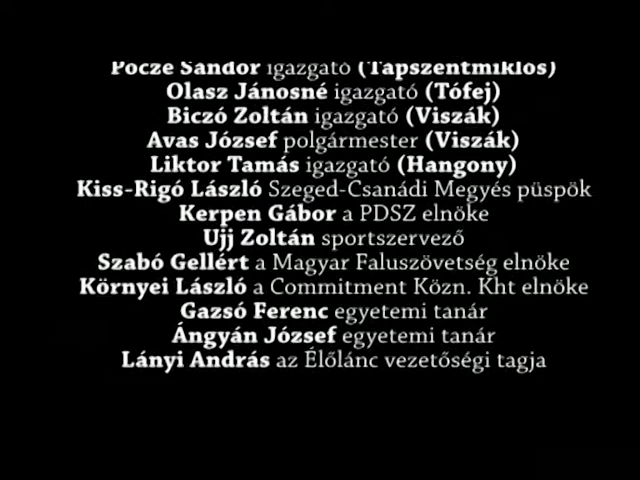 Pócze Sándor igazgató (Tápszentmiklós)
Olasz Jánosné igazgató (Tófej)
Biczó Zoltán igazgató (Viszák)
Avas József polgármester (Viszák)
Liktor Tamás igazgató (Hangony)
Kiss-Rigó László Szeged-Csanádi Megyés püspök
Kerpen Gábor a PDSZ elnöke
Ujj Zoltán sportszervező
Szabó Gellért a Magyar Faluszövetség elnöke
Környei László a Commitment Közn. Kht elnöke
Gazsó Ferenc egyetemi tanár
Ángyán József egyetemi tanár
Lányi András az Élőlánc vezetőségi tagja